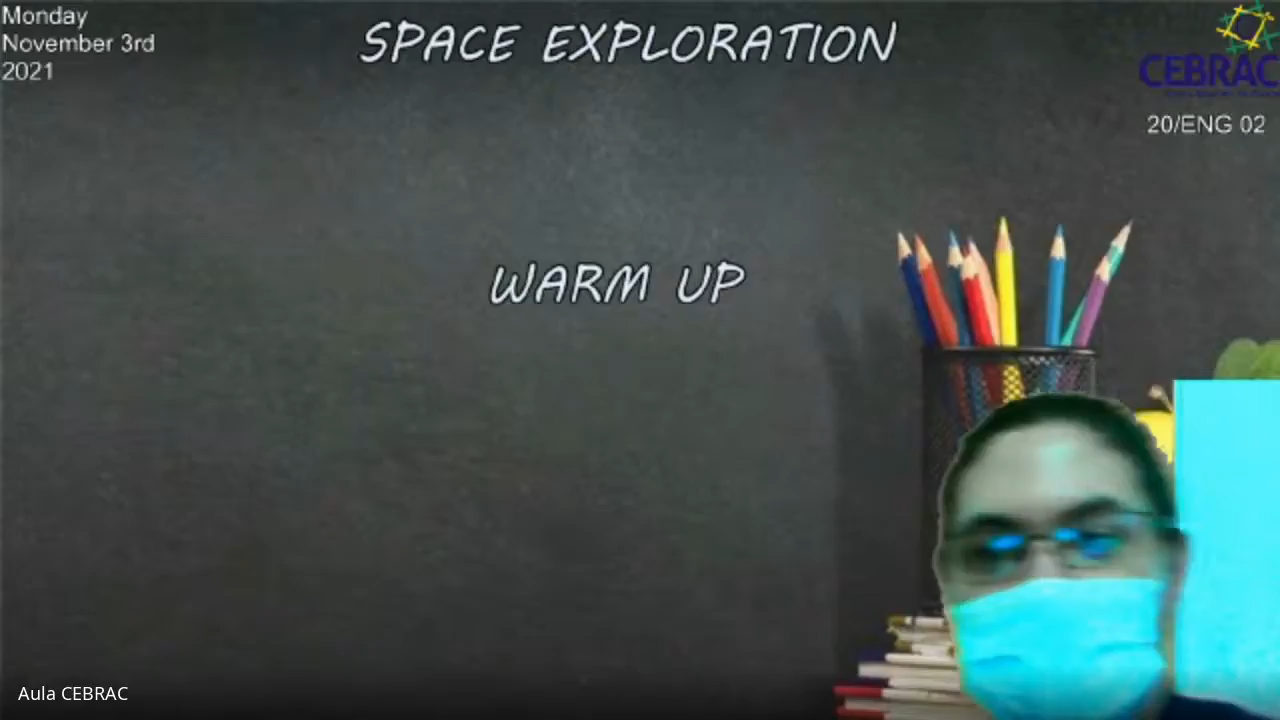 Monday
November 3rd
2021
SPACE EXPLORATION
CEBRAC
20/ENG 02
WARM UP
Aula CEBRAC